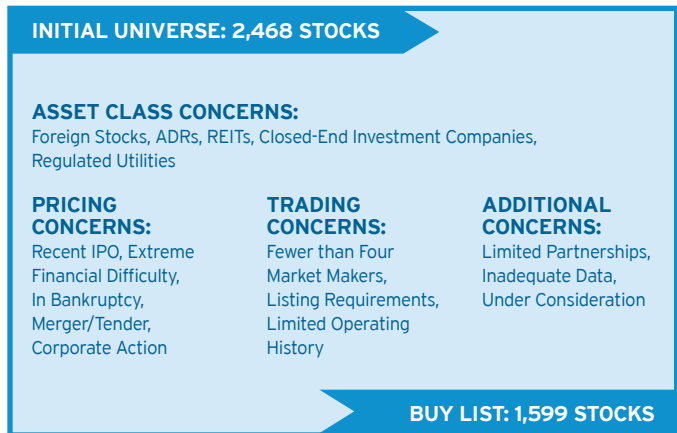 INITIAL UNIVERSE: 2,468 STOCKS
ASSET CLASS CONCERNS:
Foreign Stocks, ADRs, REITs, Closed-End Investment Companies,
Regulated Utilities
PRICING
CONCERNS:
Recent IPO, Extreme
Financial Difficulty,
In Bankruptcy,
Merger/Tender,
Corporate Action
TRADING
CONCERNS:
Fewer than Four
Market Makers,
Listing Requirements,
Limited Operating
History
ADDITIONAL
CONCERNS:
Limited Partnerships,
Inadequate Data,
Under Consideration
BUY LIST: 1,599 STOCKS